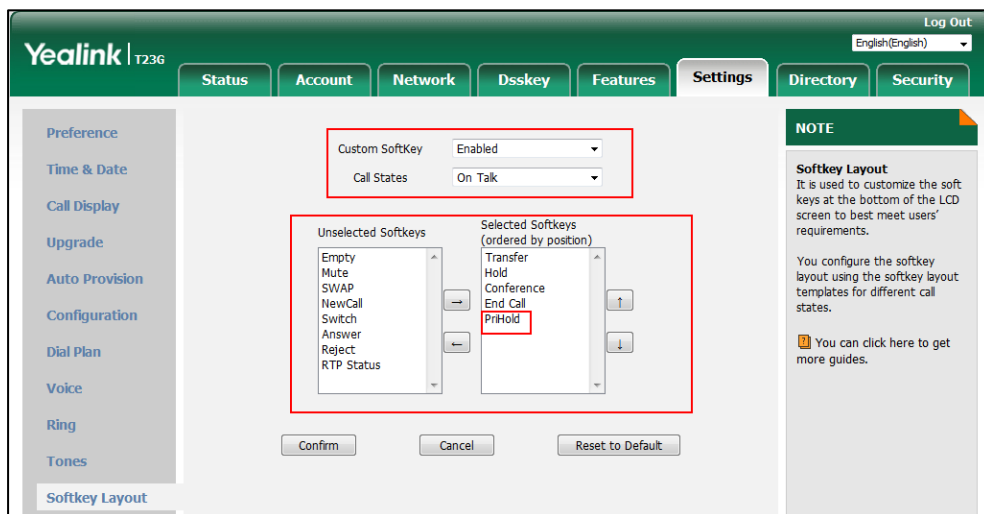 Log Out
English(English)
Yealink T23G
Status Account Network Dsskey Features Settings Directory Security
Preference
Time & Date
Call Display
Upgrade
Auto Provision
Configuration
Dial Plan
Voice
Ring
Tones
Softkey Layout
Custom SoftKey Enabled
Call States On Talk
Unselected Softkeys
Empty
Mute
SWAP
NewCall
Switch
Answer
Reject
RTP Status
→
←
Selected Softkeys
(ordered by position)
Transfer
Hold
Conference
End Call
PriHold
↑
↓
Confirm Cancel Reset to Default
NOTE
Softkey Layout
It is used to customize the soft
keys at the bottom of the LCD
screen to best meet users'
requirements.
You configure the softkey
layout using the softkey layout
templates for different call
states.
? You can click here to get
more guides.